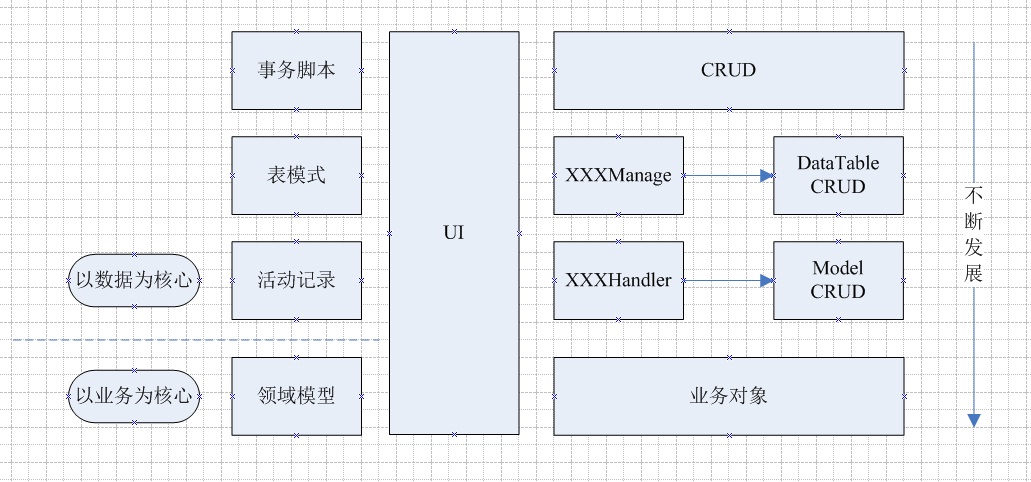 事务脚本
UI
CRUD
表模式
XXXManage
DataTable
CRUD
不断发展
以数据为核心
活动记录
XXXHandler
Model
CRUD
以业务为核心
领域模型
业务对象